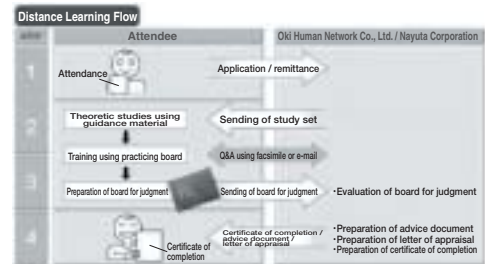 Distance Learning Flow
Attendee
Oki Human Network Co., Ltd. / Nayuta Corporation
1
Attendance
Application / remittance
2
Theoretic studies using
guidance material
Sending of study set
Training using practicing board
Q&A using facsimile or e-mail
3
Preparation of board for judgment
Sending of board for judgment
·Evaluation of board for judgment
4
Certificate of
completion
Certificate of completion /
advice document /
letter of appraisal
·Preparation of advice document
·Preparation of letter of appraisal
·Preparation of certificate of completion